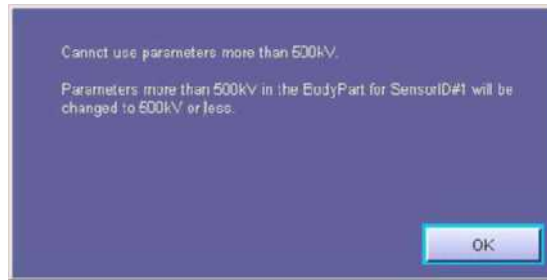 Cannot use parameters more than 500kV.
Parameters more than 500kV in the BodyPart for SensorID#1 will be
changed to 500kV or less.
OK